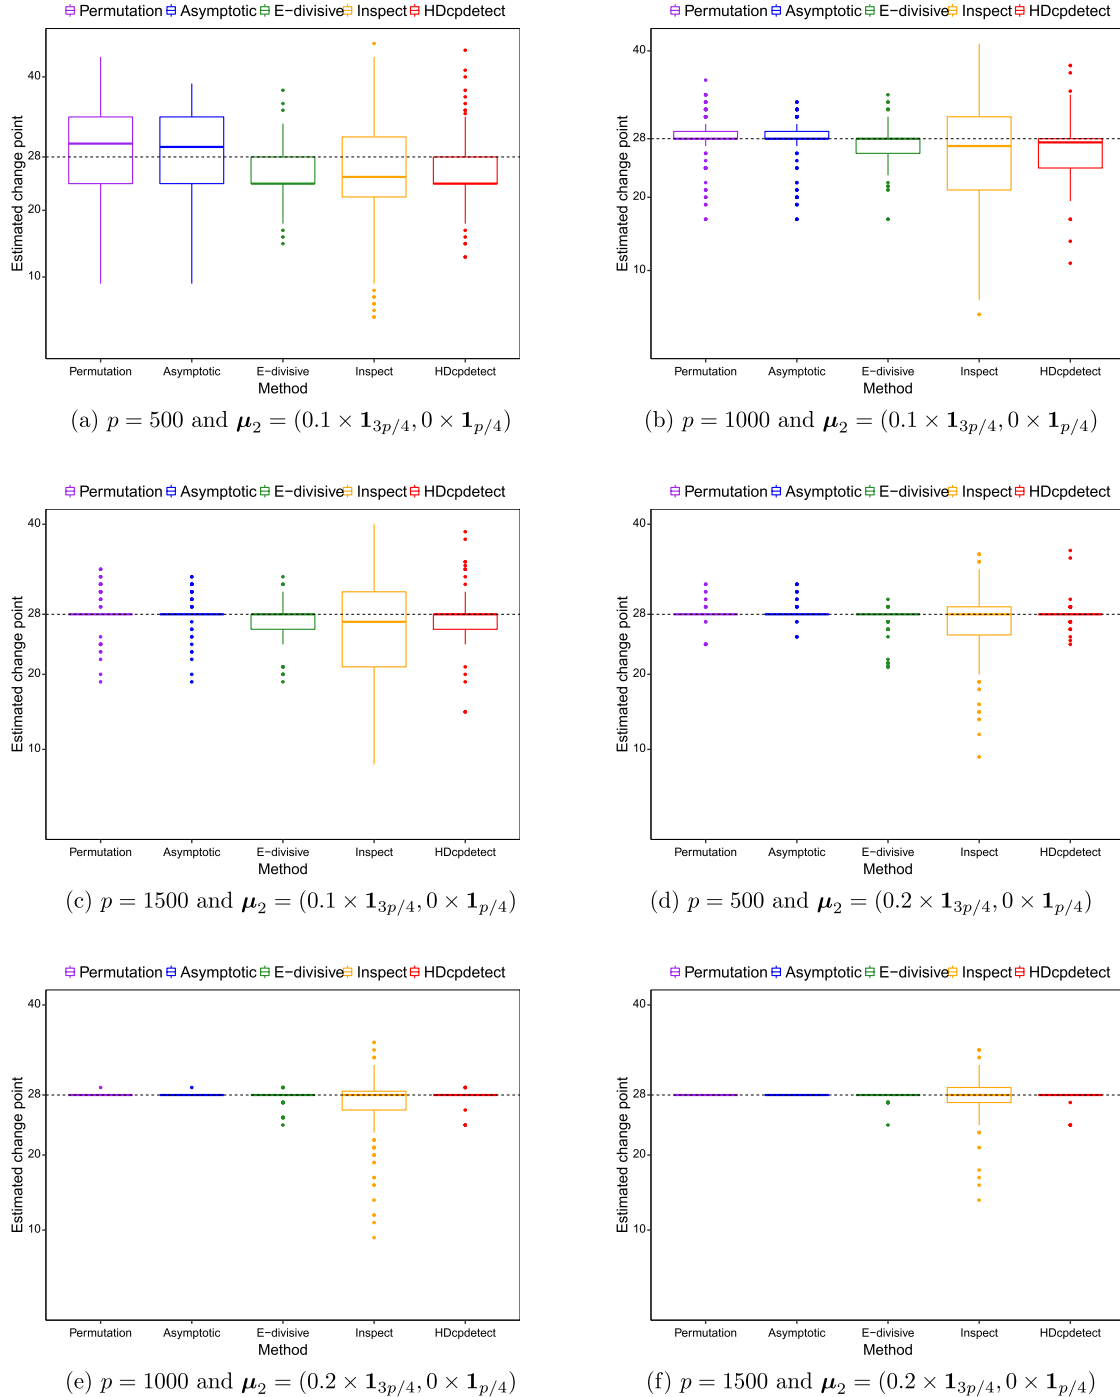 Permutation Asymptotic E−divisive Inspect HDcpdetect
Estimated change point
40
28
20
10
Permutation Asymptotic E−divisive Inspect HDcpdetect
Method
(a) p = 500 and μ₂ = (0.1 × 1₃ₚ/₄, 0 × 1ₚ/₄)
Permutation Asymptotic E−divisive Inspect HDcpdetect
Estimated change point
40
28
20
10
Permutation Asymptotic E−divisive Inspect HDcpdetect
Method
(b) p = 1000 and μ₂ = (0.1 × 1₃ₚ/₄, 0 × 1ₚ/₄)
Permutation Asymptotic E−divisive Inspect HDcpdetect
Estimated change point
40
28
20
10
Permutation Asymptotic E−divisive Inspect HDcpdetect
Method
(c) p = 1500 and μ₂ = (0.1 × 1₃ₚ/₄, 0 × 1ₚ/₄)
Permutation Asymptotic E−divisive Inspect HDcpdetect
Estimated change point
40
28
20
10
Permutation Asymptotic E−divisive Inspect HDcpdetect
Method
(d) p = 500 and μ₂ = (0.2 × 1₃ₚ/₄, 0 × 1ₚ/₄)
Permutation Asymptotic E−divisive Inspect HDcpdetect
Estimated change point
40
28
20
10
Permutation Asymptotic E−divisive Inspect HDcpdetect
Method
(e) p = 1000 and μ₂ = (0.2 × 1₃ₚ/₄, 0 × 1ₚ/₄)
Permutation Asymptotic E−divisive Inspect HDcpdetect
Estimated change point
40
28
20
10
Permutation Asymptotic E−divisive Inspect HDcpdetect
Method
(f) p = 1500 and μ₂ = (0.2 × 1₃ₚ/₄, 0 × 1ₚ/₄)